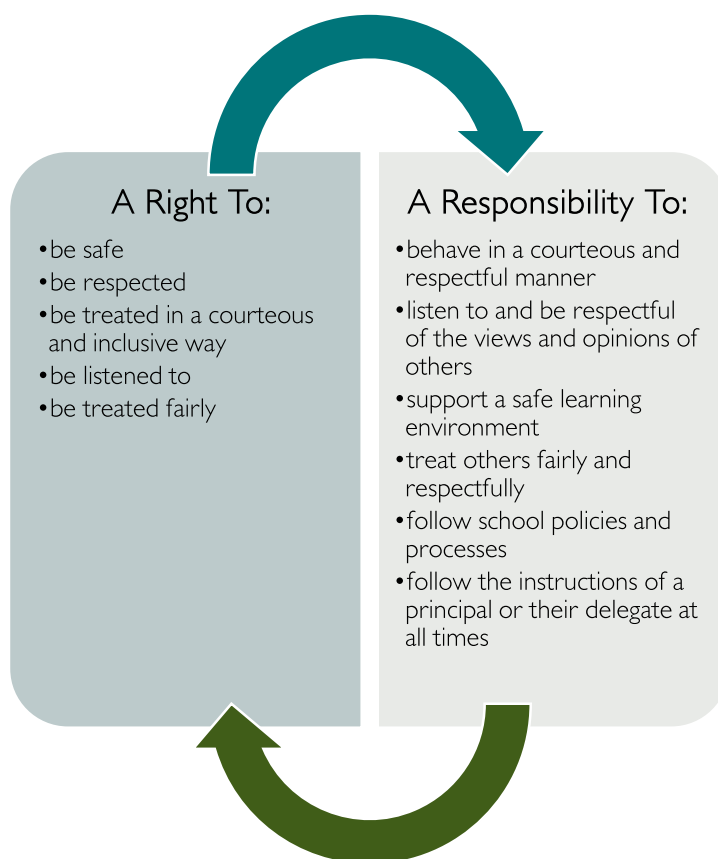 A Right To:
•be safe
•be respected
•be treated in a courteous
and inclusive way
•be listened to
•be treated fairly
A Responsibility To:
•behave in a courteous and
respectful manner
•listen to and be respectful
of the views and opinions of
others
•support a safe learning
environment
•treat others fairly and
respectfully
•follow school policies and
processes
•follow the instructions of a
principal or their delegate at
all times